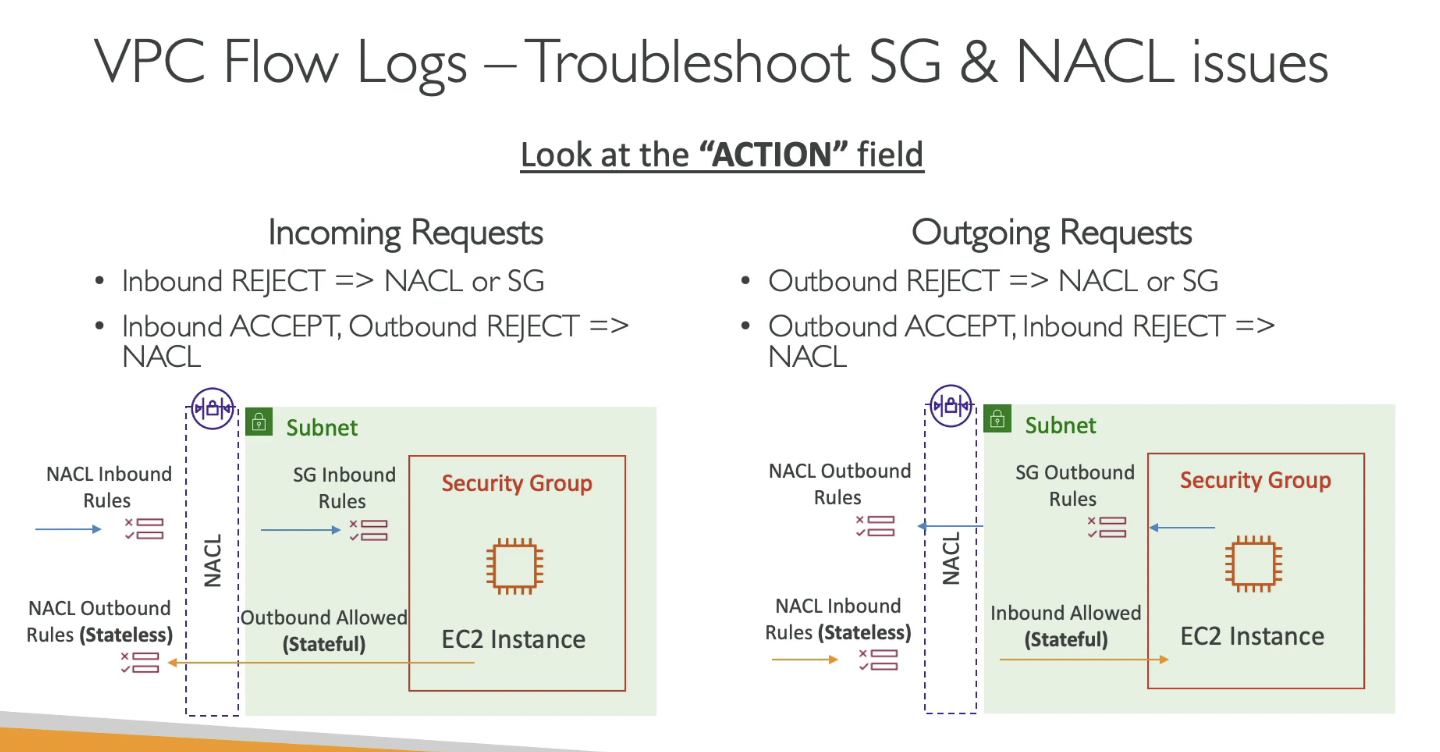 VPC Flow Logs – Troubleshoot SG & NACL issues
Look at the “ACTION” field
Incoming Requests
• Inbound REJECT => NACL or SG
• Inbound ACCEPT, Outbound REJECT =>
NACL
Subnet
NACL Inbound
Rules
SG Inbound
Rules
Security Group
NACL
NACL Outbound
Rules (Stateless)
Outbound Allowed
(Stateful)
EC2 Instance
Outgoing Requests
• Outbound REJECT => NACL or SG
• Outbound ACCEPT, Inbound REJECT =>
NACL
Subnet
NACL Outbound
Rules
SG Outbound
Rules
Security Group
NACL
NACL Inbound
Rules (Stateless)
Inbound Allowed
(Stateful)
EC2 Instance